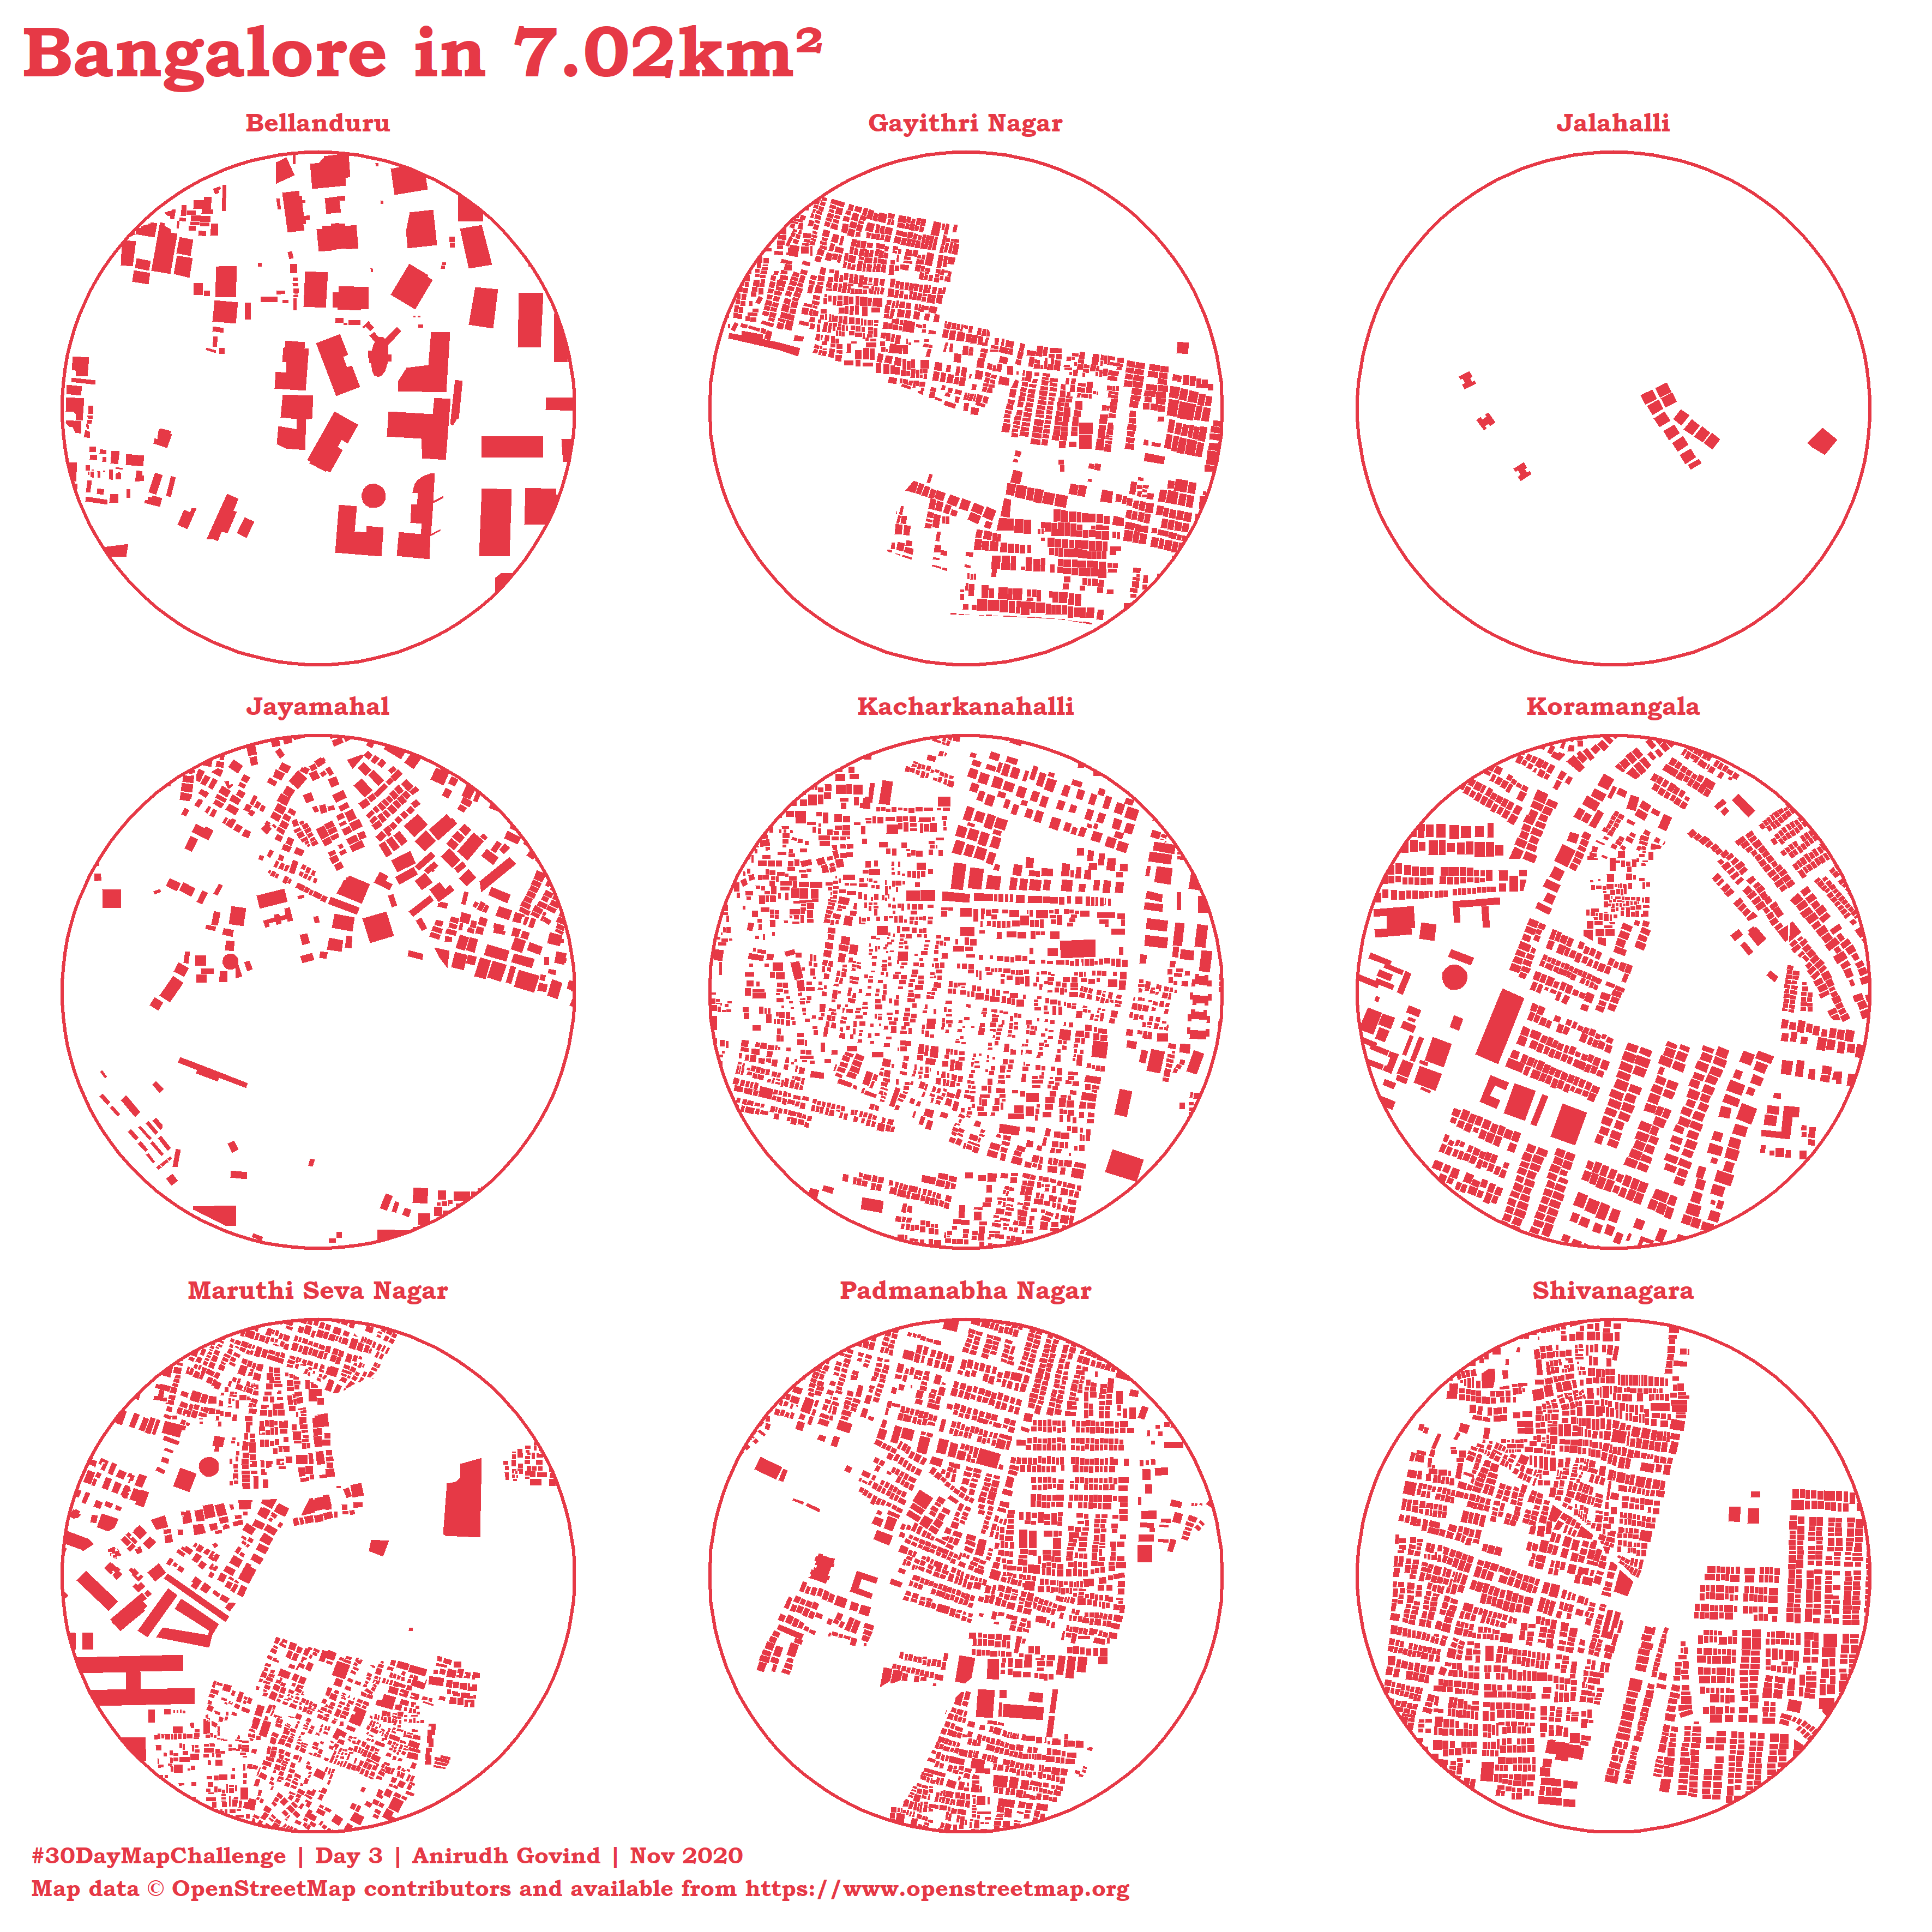 Bangalore in 7.02km²
Bellanduru
Gayithri Nagar
Jalahalli
Jayamahal
Kacharkanahalli
Koramangala
Maruthi Seva Nagar
Padmanabha Nagar
Shivanagara
#30DayMapChallenge | Day 3 | Anirudh Govind | Nov 2020
Map data © OpenStreetMap contributors and available from https://www.openstreetmap.org